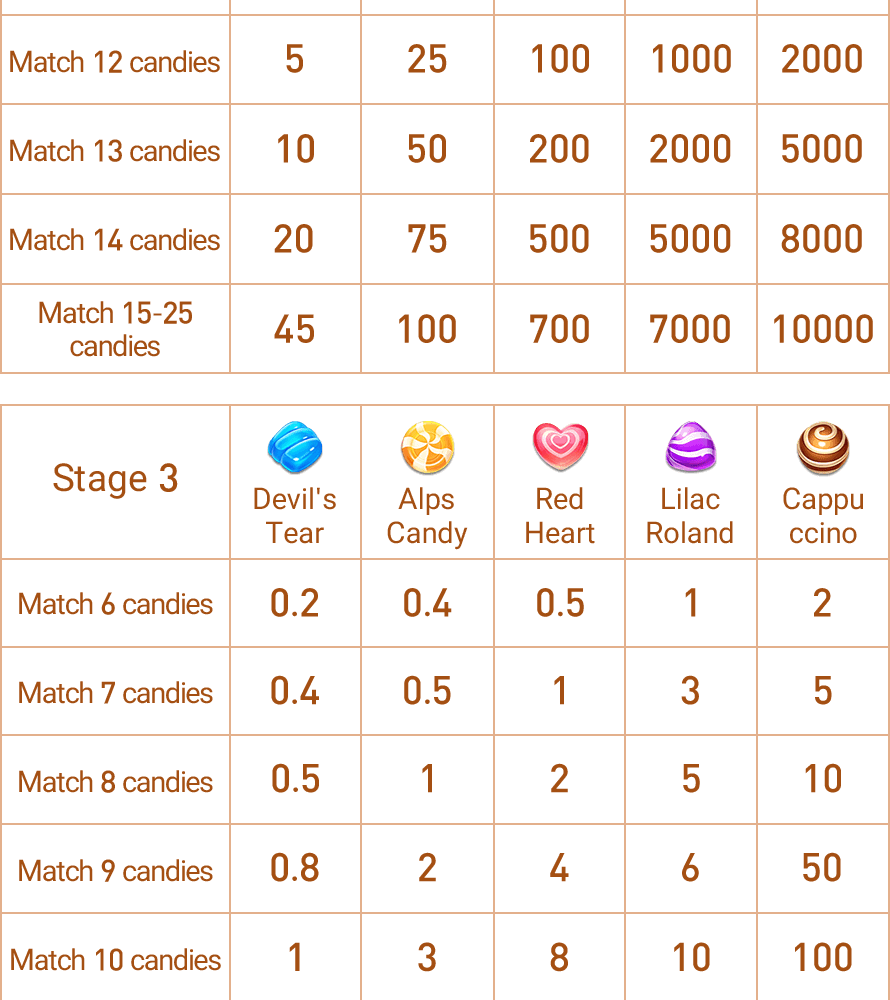 Match 12 candies 5 25 100 1000 2000
Match 13 candies 10 50 200 2000 5000
Match 14 candies 20 75 500 5000 8000
Match 15-25
candies 45 100 700 7000 10000
Stage 3
Devil's Alps Red Lilac Cappu
Tear Candy Heart Roland ccino
Match 6 candies 0.2 0.4 0.5 1 2
Match 7 candies 0.4 0.5 1 3 5
Match 8 candies 0.5 1 2 5 10
Match 9 candies 0.8 2 4 6 50
Match 10 candies 1 3 8 10 100